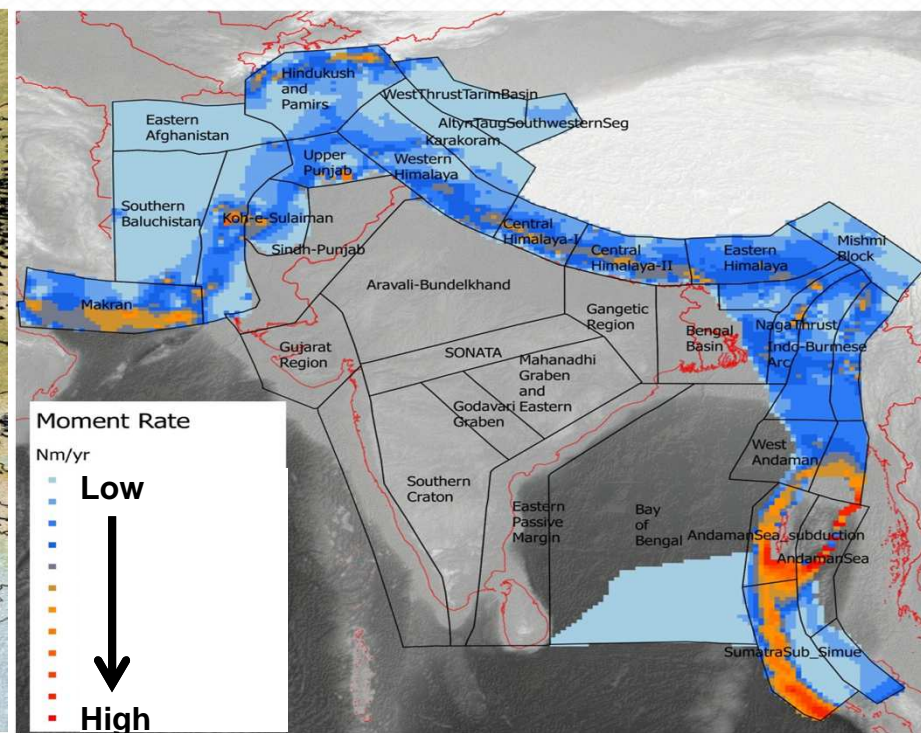 Hindukush
and
Pamirs
WestThrustTarimBasin
Eastern
Afghanistan
AltynTaugSouthwesternSeg
Karakoram
Upper
Punjab
Western
Himalaya
Southern
Baluchistan
Koh-e-Sulaiman
Sindh-Punjab
Central
Himalaya-I
Central
Himalaya-II
Eastern
Himalaya
Mishmi
Block
Makran
Aravali-Bundelkhand
Gangetic
Region
Bengal
Basin
NagaThrust
Indo-Burmese
Arc
Gujarat
Region
SONATA
Mahanadhi
Graben
and
Eastern
Godavari
Graben
Moment Rate
Nm/yr
Low
High
Southern
Craton
Eastern
Passive
Margin
Bay
of
Bengal
West
Andaman
AndamanSea_subduction
AndamanSea
SumatraSub_Simue